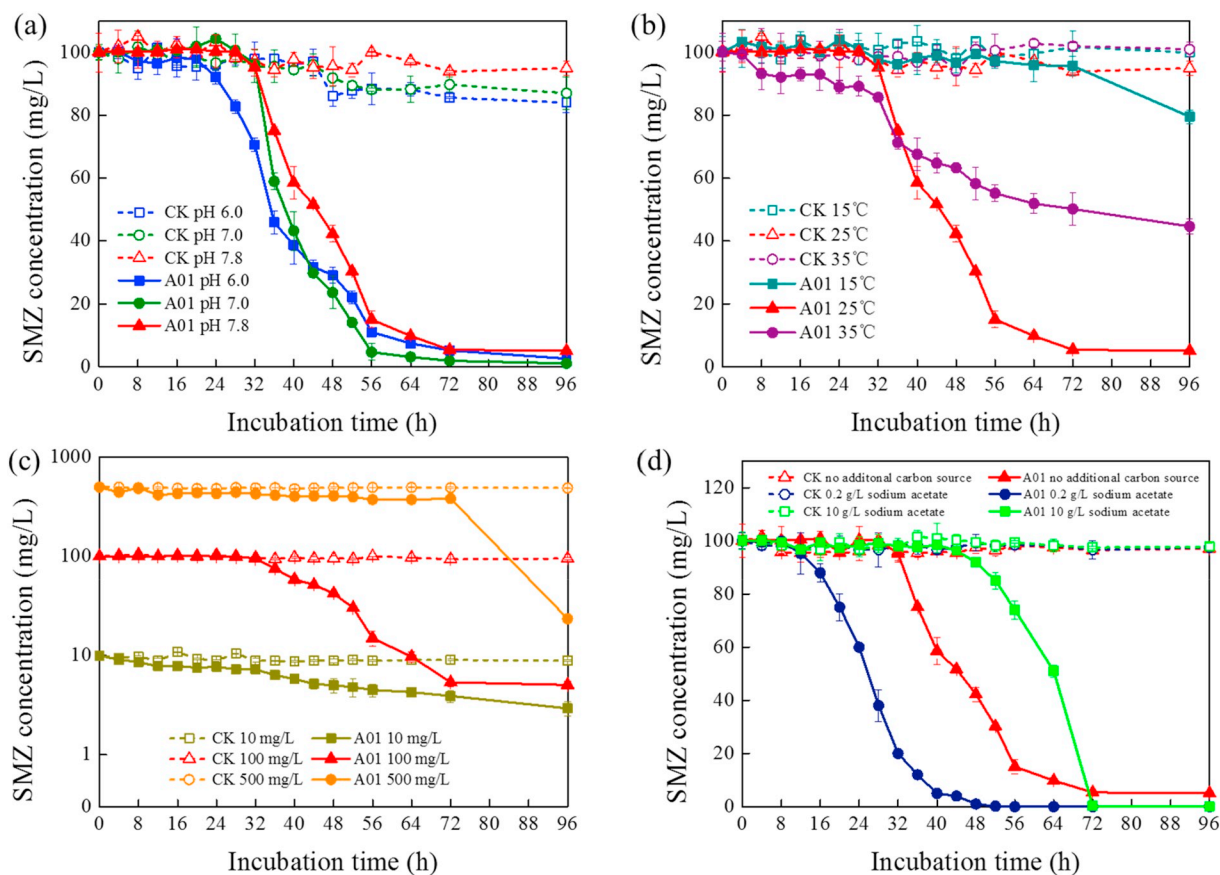 (a)
SMZ concentration (mg/L)
100
80
60
40
20
0
CK pH 6.0
CK pH 7.0
CK pH 7.8
A01 pH 6.0
A01 pH 7.0
A01 pH 7.8
0 8 16 24 32 40 48 56 64 72 96
Incubation time (h)
(b)
SMZ concentration (mg/L)
100
80
60
40
20
0
CK 15℃
CK 25℃
CK 35℃
A01 15℃
A01 25℃
A01 35℃
0 8 16 24 32 40 48 56 64 72 96
Incubation time (h)
(c)
SMZ concentration (mg/L)
1000
100
10
1
0
CK 10 mg/L A01 10 mg/L
CK 100 mg/L A01 100 mg/L
CK 500 mg/L A01 500 mg/L
0 8 16 24 32 40 48 56 64 72 96
Incubation time (h)
(d)
SMZ concentration (mg/L)
CK no additonal carbon source A01 no additional carbon source
CK 0.2 g/L sodium acetate A01 0.2 g/L sodium acetate
CK 10 g/L sodium acetate A01 10 g/L sodium acetate
120
100
80
60
40
20
0
0 8 16 24 32 40 48 56 64 72 96
Incubation time (h)